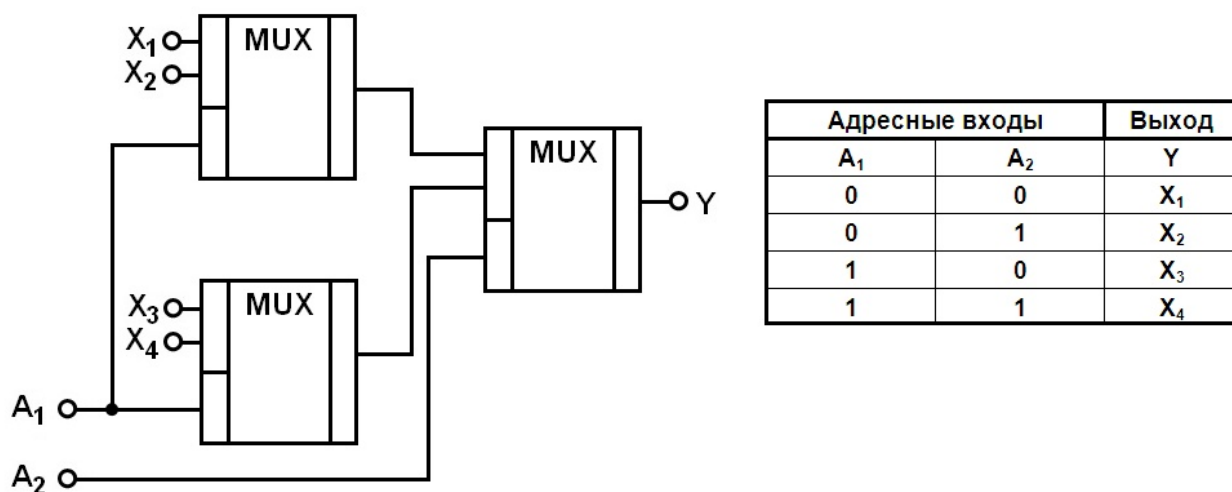 X₁ MUX
X₂
MUX
Y
X₃ MUX
X₄
A₁
A₂
Адресные входы Выход
A₁ A₂ Y
0 0 X₁
0 1 X₂
1 0 X₃
1 1 X₄